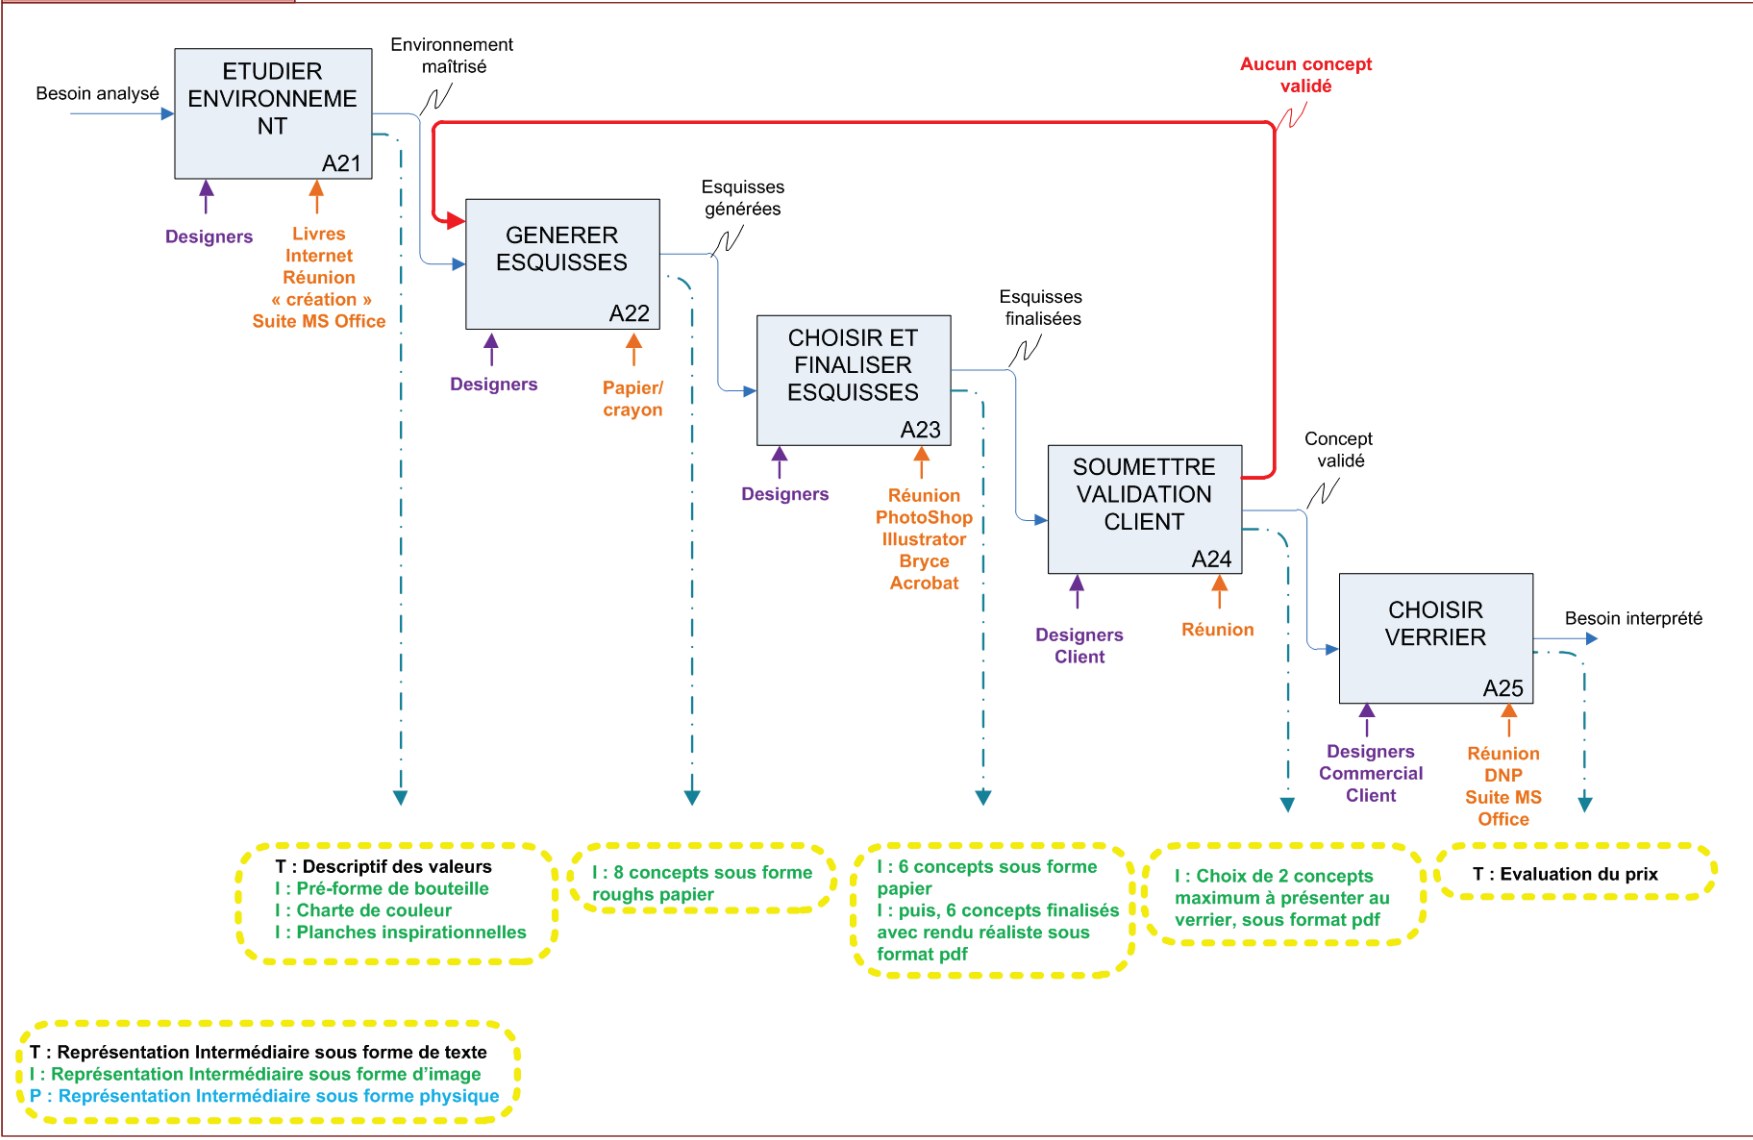 Besoin analysé
ETUDIER
ENVIRONNEME
NT
A21
Environnement
maîtrisé
Designers
Livres
Internet
Réunion
« création »
Suite MS Office
Aucun concept
validé
GENERER
ESQUISSES
A22
Esquisses
générées
Designers
Papier/
crayon
CHOISIR ET
FINALISER
ESQUISSES
A23
Esquisses
finalisées
Designers
Réunion
PhotoShop
Illustrator
Bryce
Acrobat
SOUMETTRE
VALIDATION
CLIENT
A24
Concept
validé
Designers
Client
Réunion
CHOISIR
VERRIER
A25
Besoin interprété
Designers
Commercial
Client
Réunion
DNP
Suite MS
Office
T : Descriptif des valeurs
I : Pré-forme de bouteille
I : Charte de couleur
I : Planches inspirationnelles
I : 8 concepts sous forme
roughs papier
I : 6 concepts sous forme
papier
I : puis, 6 concepts finalisés
avec rendu réaliste sous
format pdf
I : Choix de 2 concepts
maximum à présenter au
verrier, sous format pdf
T : Evaluation du prix
T : Représentation Intermédiaire sous forme de texte
I : Représentation Intermédiaire sous forme d'image
P : Représentation Intermédiaire sous forme physique